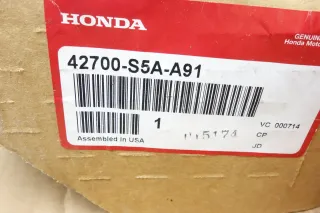 HONDA
GENUINE
Honda Moto
42700-S5A-A91
1
VC 000714
Assembled in USA
CP
JD